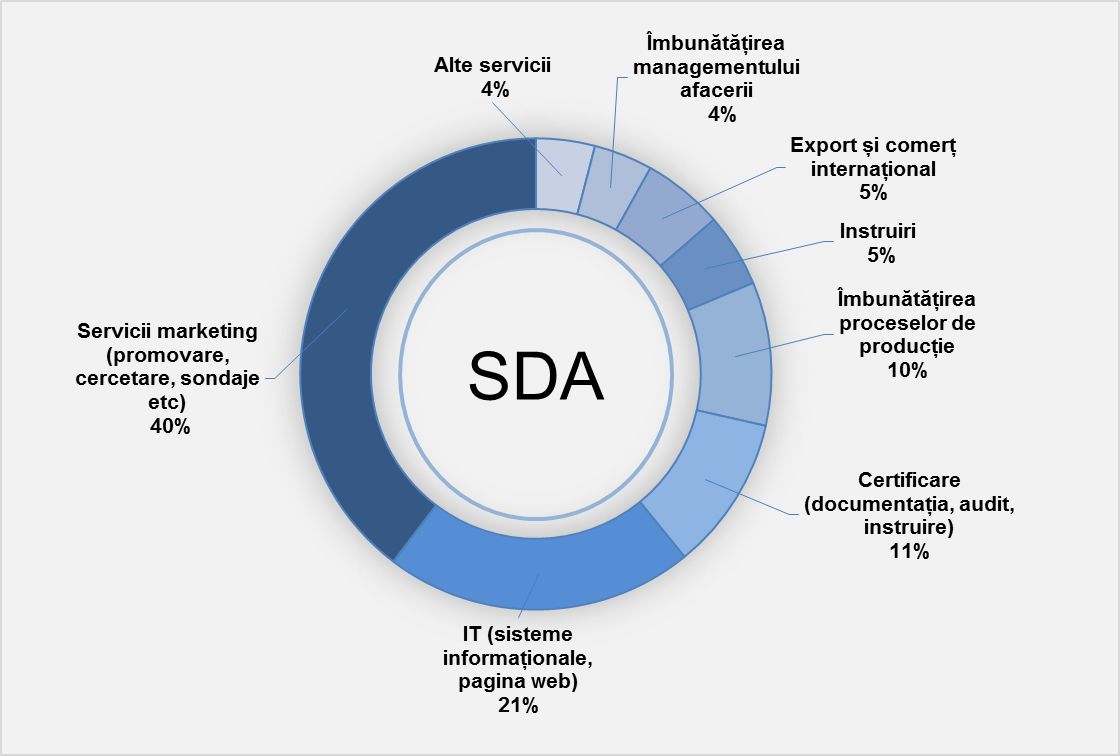 Alte servicii
4%
Îmbunătățirea
managementului
afacerii
4%
Export și comerț
internațional
5%
Instruiri
5%
Îmbunătățirea
proceselor de
producție
10%
Certificare
(documentația, audit,
instruire)
11%
IT (sisteme
informaționale,
pagina web)
21%
Servicii marketing
(promovare,
cercetare, sondaje
etc)
40%
SDA